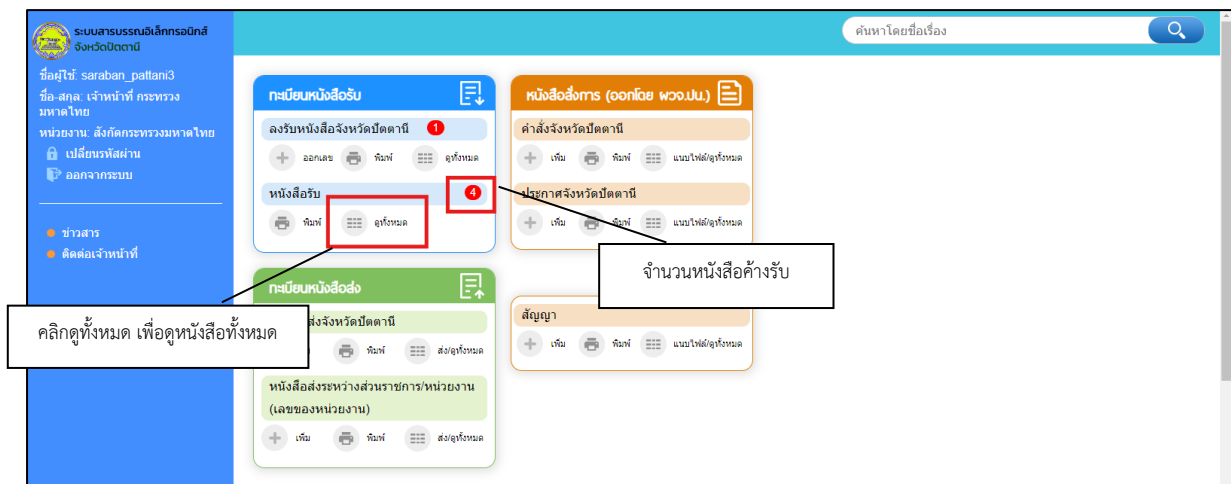 ระบบสารบรรณอิเล็กทรอนิกส์
จังหวัดปัตตานี
ค้นหาโดยชื่อเรื่อง
ชื่อผู้ใช้: saraban_pattani3
ชื่อ-สกุล: เจ้าหน้าที่ กระทรวง
มหาดไทย
หน่วยงาน: สังกัดกระทรวงมหาดไทย
เปลี่ยนรหัสผ่าน
ออกจากระบบ
ข่าวสาร
ติดต่อเจ้าหน้าที่
ทะเบียนหนังสือรับ
ลงรับหนังสือจังหวัดปัตตานี 1
ออกเลข พิมพ์ ดูทั้งหมด
หนังสือรับ 4
พิมพ์ ดูทั้งหมด
หนังสือสั่งการ (ออกโดย ผวจ.ปน.)
คำสั่งจังหวัดปัตตานี
เพิ่ม พิมพ์ แนบไฟล์/ดูทั้งหมด
ประกาศจังหวัดปัตตานี
เพิ่ม พิมพ์ แนบไฟล์/ดูทั้งหมด
จำนวนหนังสือค้างรับ
คลิกดูทั้งหมด เพื่อดูหนังสือทั้งหมด
ทะเบียนหนังสือส่ง
ส่งจังหวัดปัตตานี
พิมพ์ ส่ง/ดูทั้งหมด
หนังสือส่งระหว่างส่วนราชการ/หน่วยงาน
(เลขของหน่วยงาน)
เพิ่ม พิมพ์ ส่ง/ดูทั้งหมด
สัญญา
เพิ่ม พิมพ์ แนบไฟล์/ดูทั้งหมด